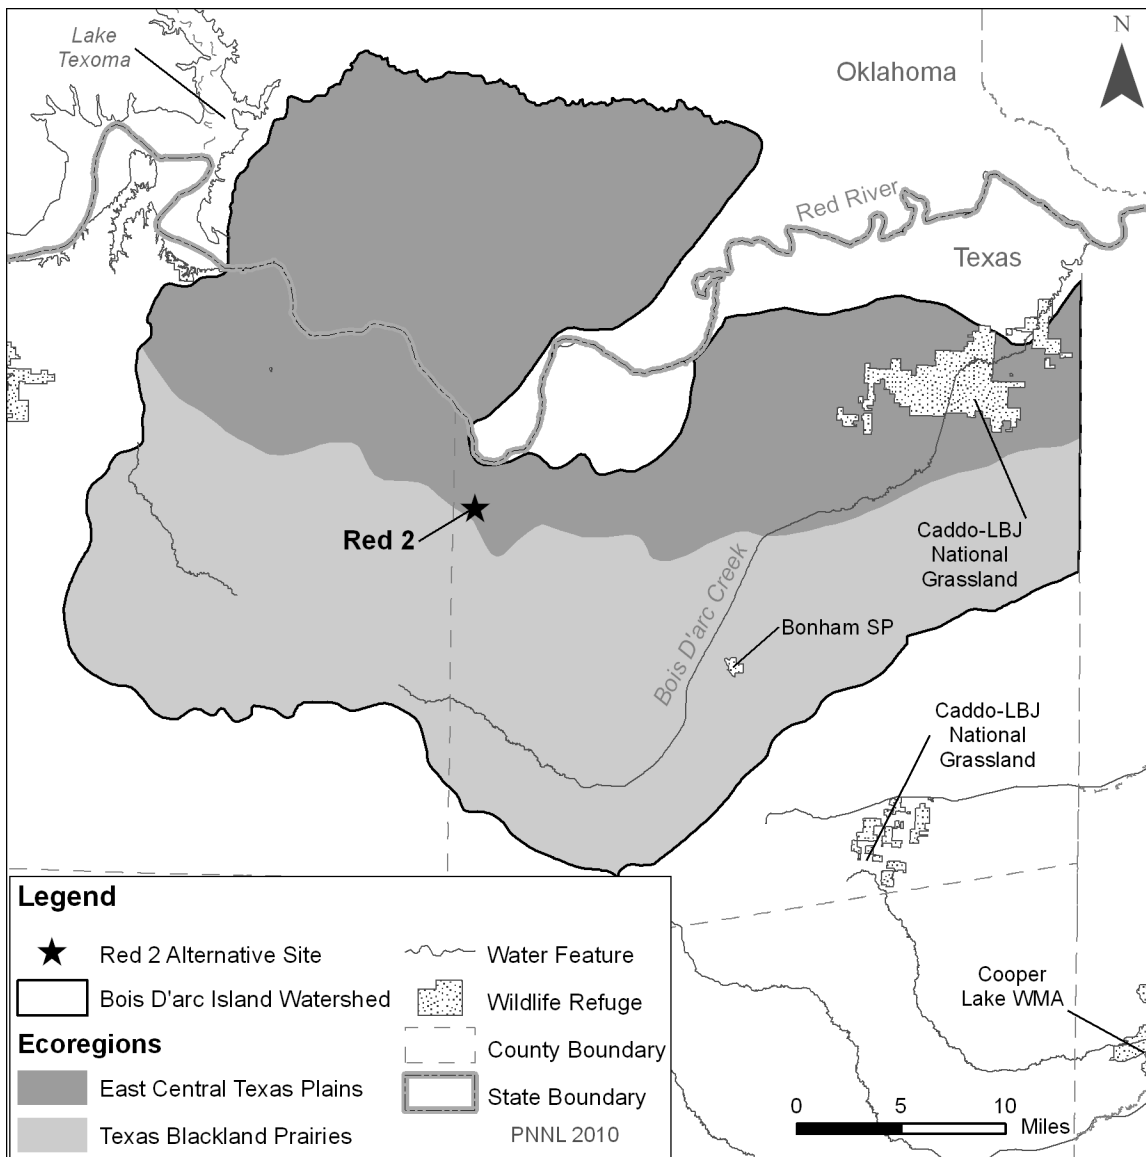 Lake
Texoma
N
Oklahoma
Red River
Texas
Red 2
Caddo-LBJ
National
Grassland
Bois D'arc Creek
Bonham SP
Caddo-LBJ
National
Grassland
Cooper
Lake WMA
Legend
Red 2 Alternative Site
Bois D'arc Island Watershed
Ecoregions
East Central Texas Plains
Texas Blackland Prairies
Water Feature
Wildlife Refuge
County Boundary
State Boundary
PNNL 2010
0 5 10
Miles